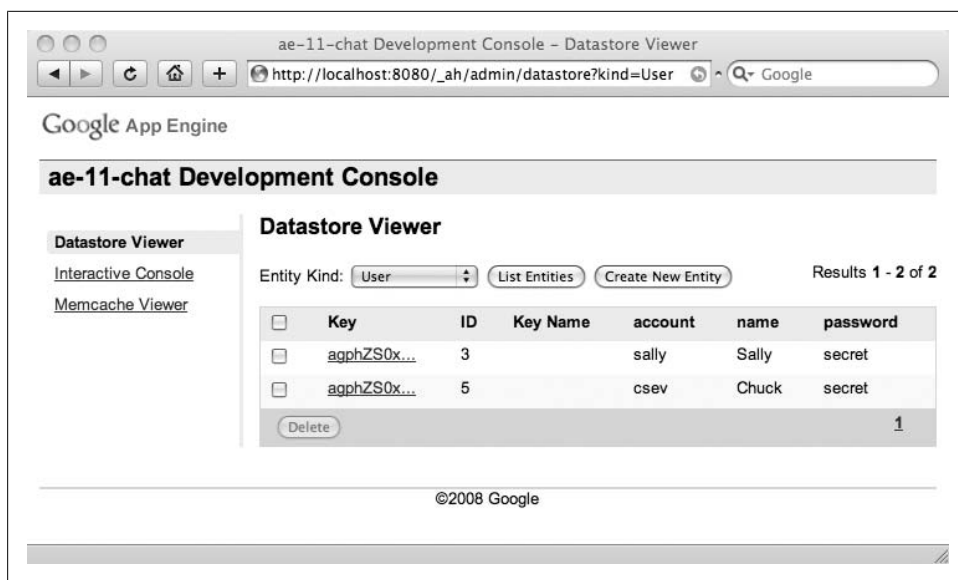 ae-11-chat Development Console – Datastore Viewer
http://localhost:8080/_ah/admin/datastore?kind=User
Google
Google App Engine
ae-11-chat Development Console
Datastore Viewer
Interactive Console
Memcache Viewer
Datastore Viewer
Entity Kind: User List Entities Create New Entity Results 1 - 2 of 2
Key ID Key Name account name password
agphZS0x... 3 sally Sally secret
agphZS0x... 5 csev Chuck secret
Delete 1
©2008 Google